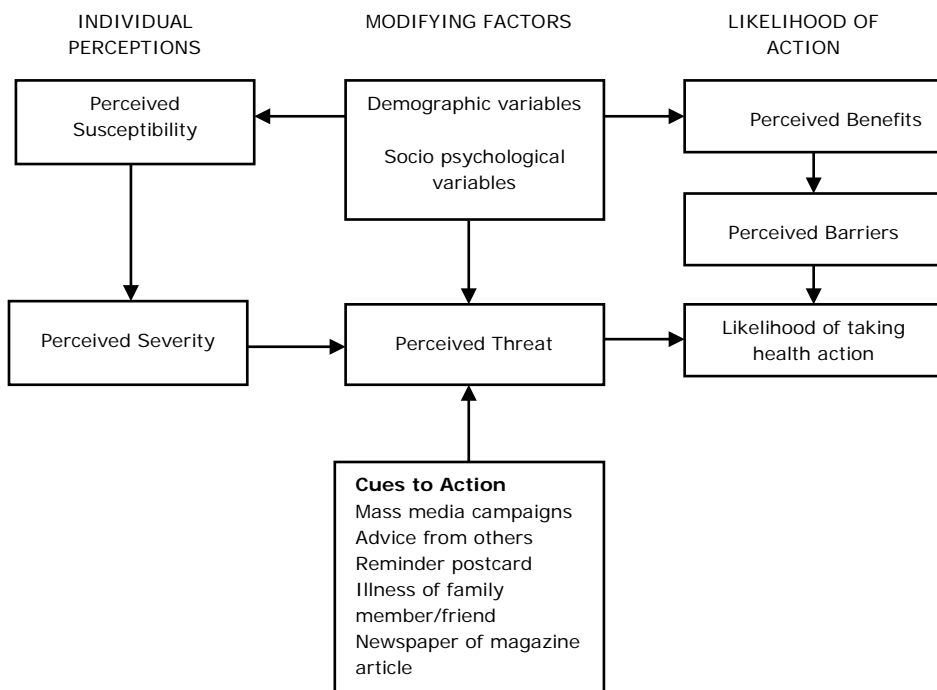 INDIVIDUAL
PERCEPTIONS
MODIFYING FACTORS
LIKELIHOOD OF
ACTION
Perceived
Susceptibility
Demographic variables
Socio psychological
variables
Perceived Benefits
Perceived Barriers
Perceived Severity
Perceived Threat
Likelihood of taking
health action
Cues to Action
Mass media campaigns
Advice from others
Reminder postcard
Illness of family
member/friend
Newspaper of magazine
article